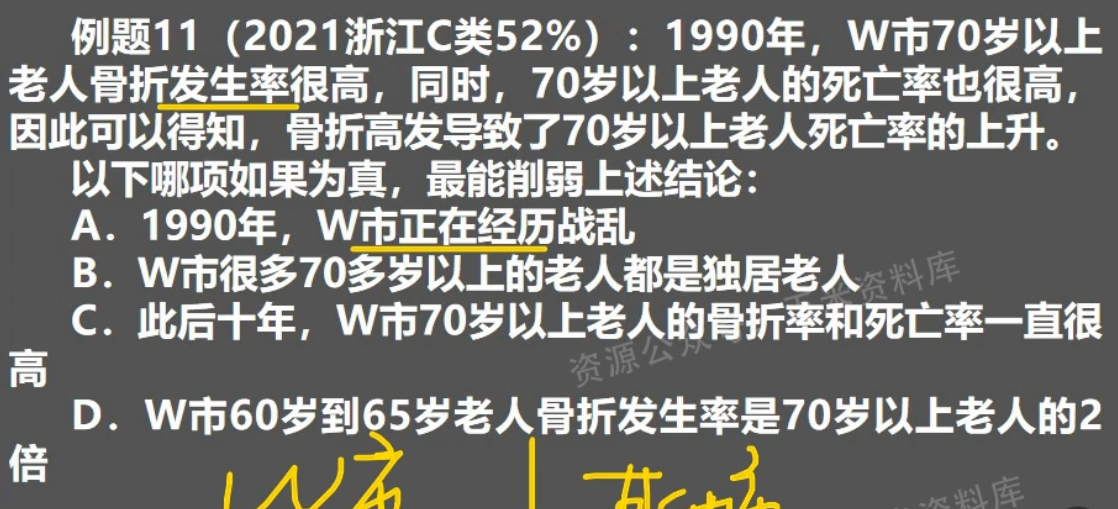 例题11（2021浙江C类52%）：1990年，W市70岁以上
老人骨折发生率很高，同时，70岁以上老人的死亡率也很高，
因此可以得知，骨折高发导致了70岁以上老人死亡率的上升。
以下哪项如果为真，最能削弱上述结论：
A．1990年，W市正在经历战乱
B．W市很多70多岁以上的老人都是独居老人
C．此后十年，W市70岁以上老人的骨折率和死亡率一直很
高
D．W市60岁到65岁老人骨折发生率是70岁以上老人的2
倍
W市
资料库
资源公众
资料库